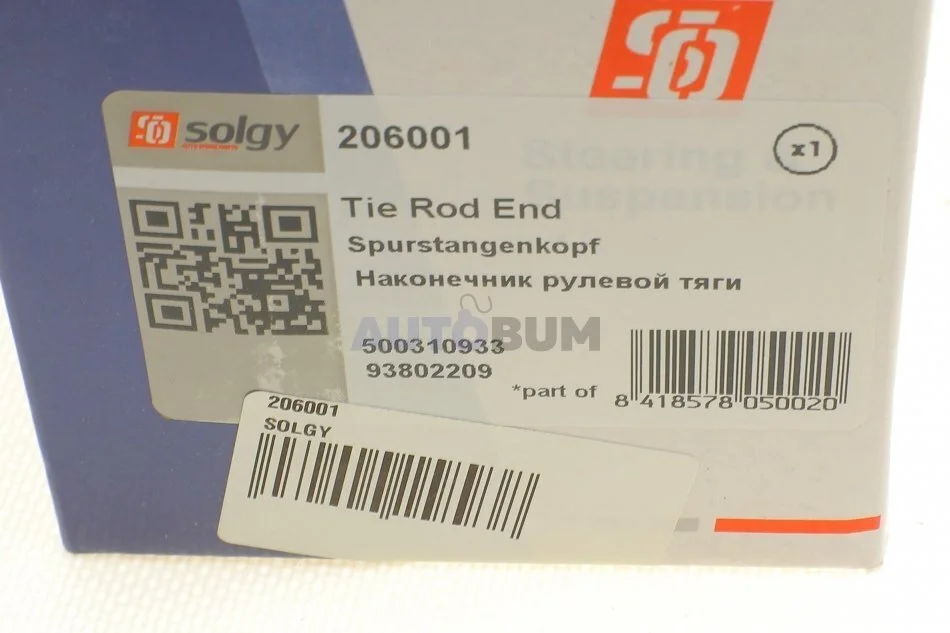 solgy
206001
x1
Steering &
Suspension
Tie Rod End
Spurstangenkopf
Наконечник рулевой тяги
AUTOBUM
500310933
93802209
*part of
8 418578 050020
206001
SOLGY